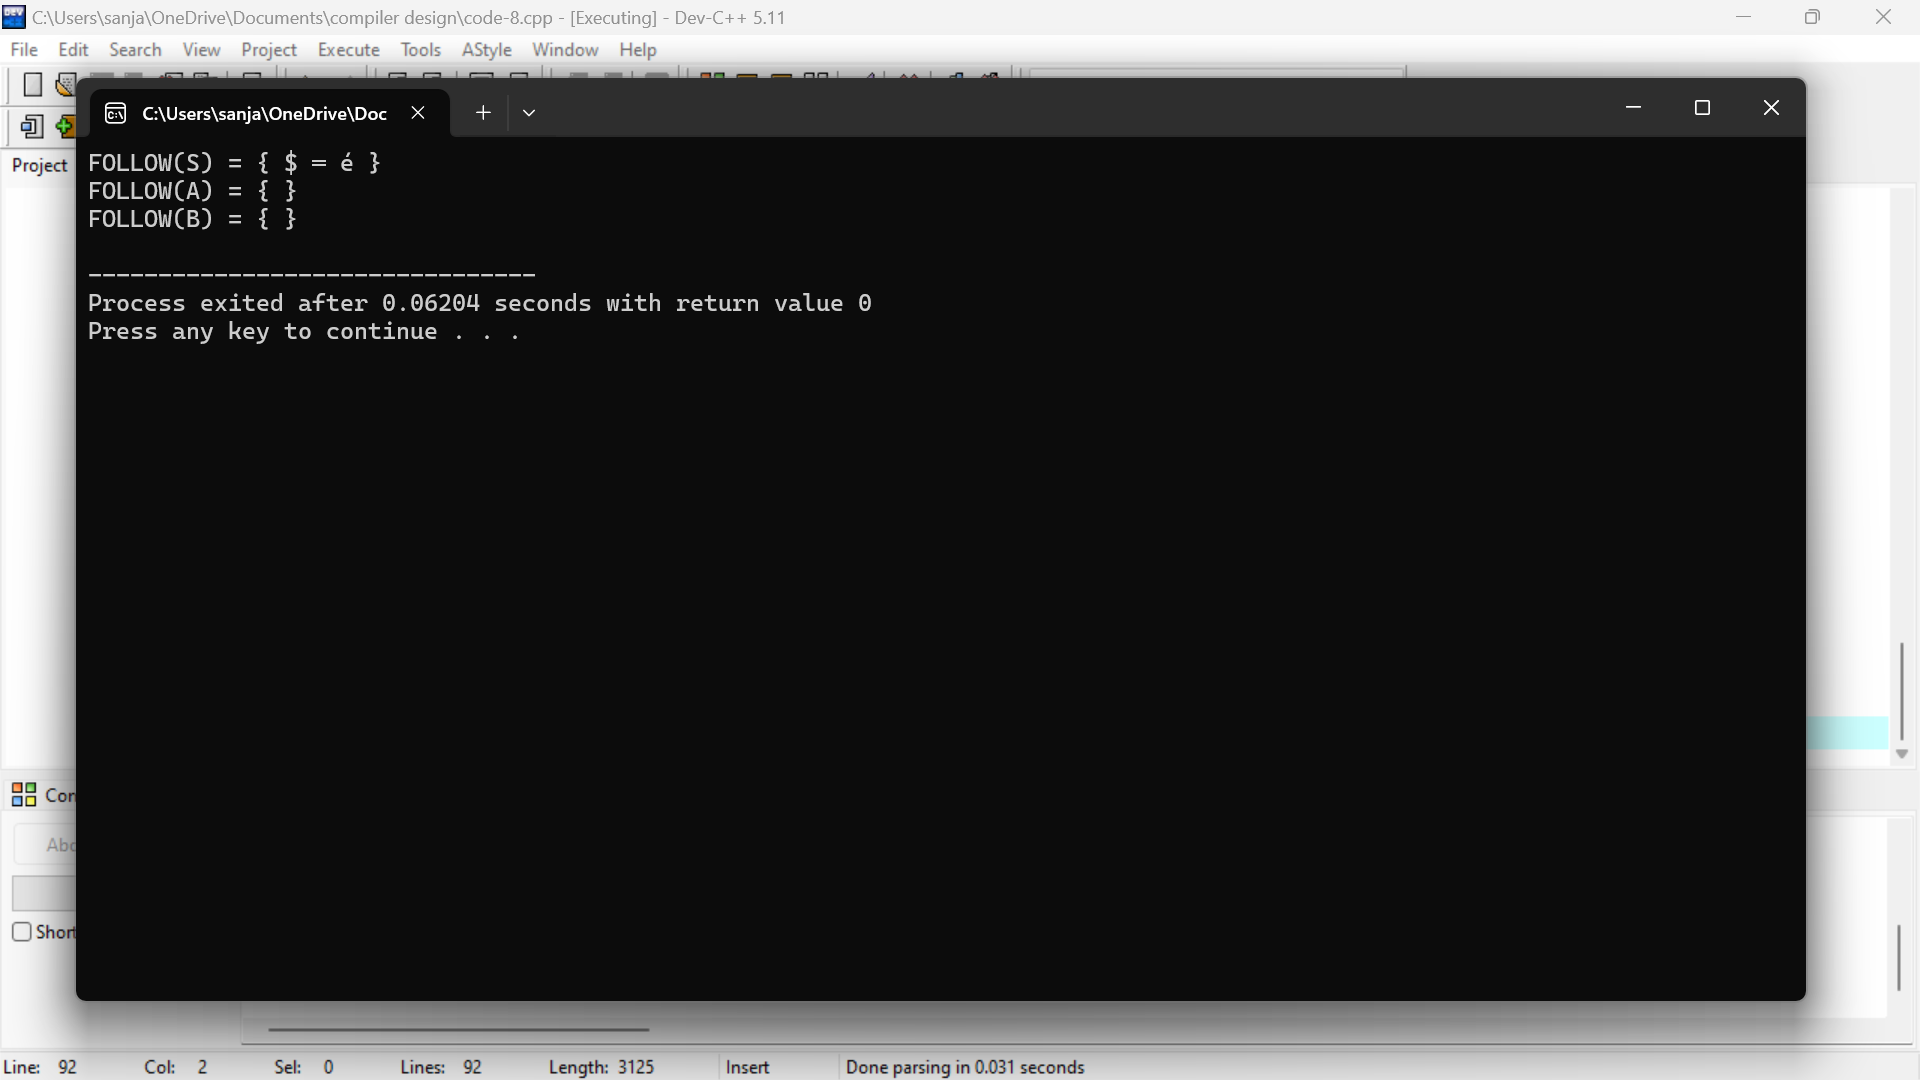 C:\Users\sanja\OneDrive\Documents\compiler design\code-8.cpp - [Executing] - Dev-C++ 5.11
File Edit Search View Project Execute Tools AStyle Window Help
C:\Users\sanja\OneDrive\Doc
Project
FOLLOW(S) = { $ ═ é }
FOLLOW(A) = { }
FOLLOW(B) = { }
--------------------------------
Process exited after 0.06204 seconds with return value 0
Press any key to continue . . .
Short
Line: 92 Col: 2 Sel: 0 Lines: 92 Length: 3125 Insert Done parsing in 0.031 seconds